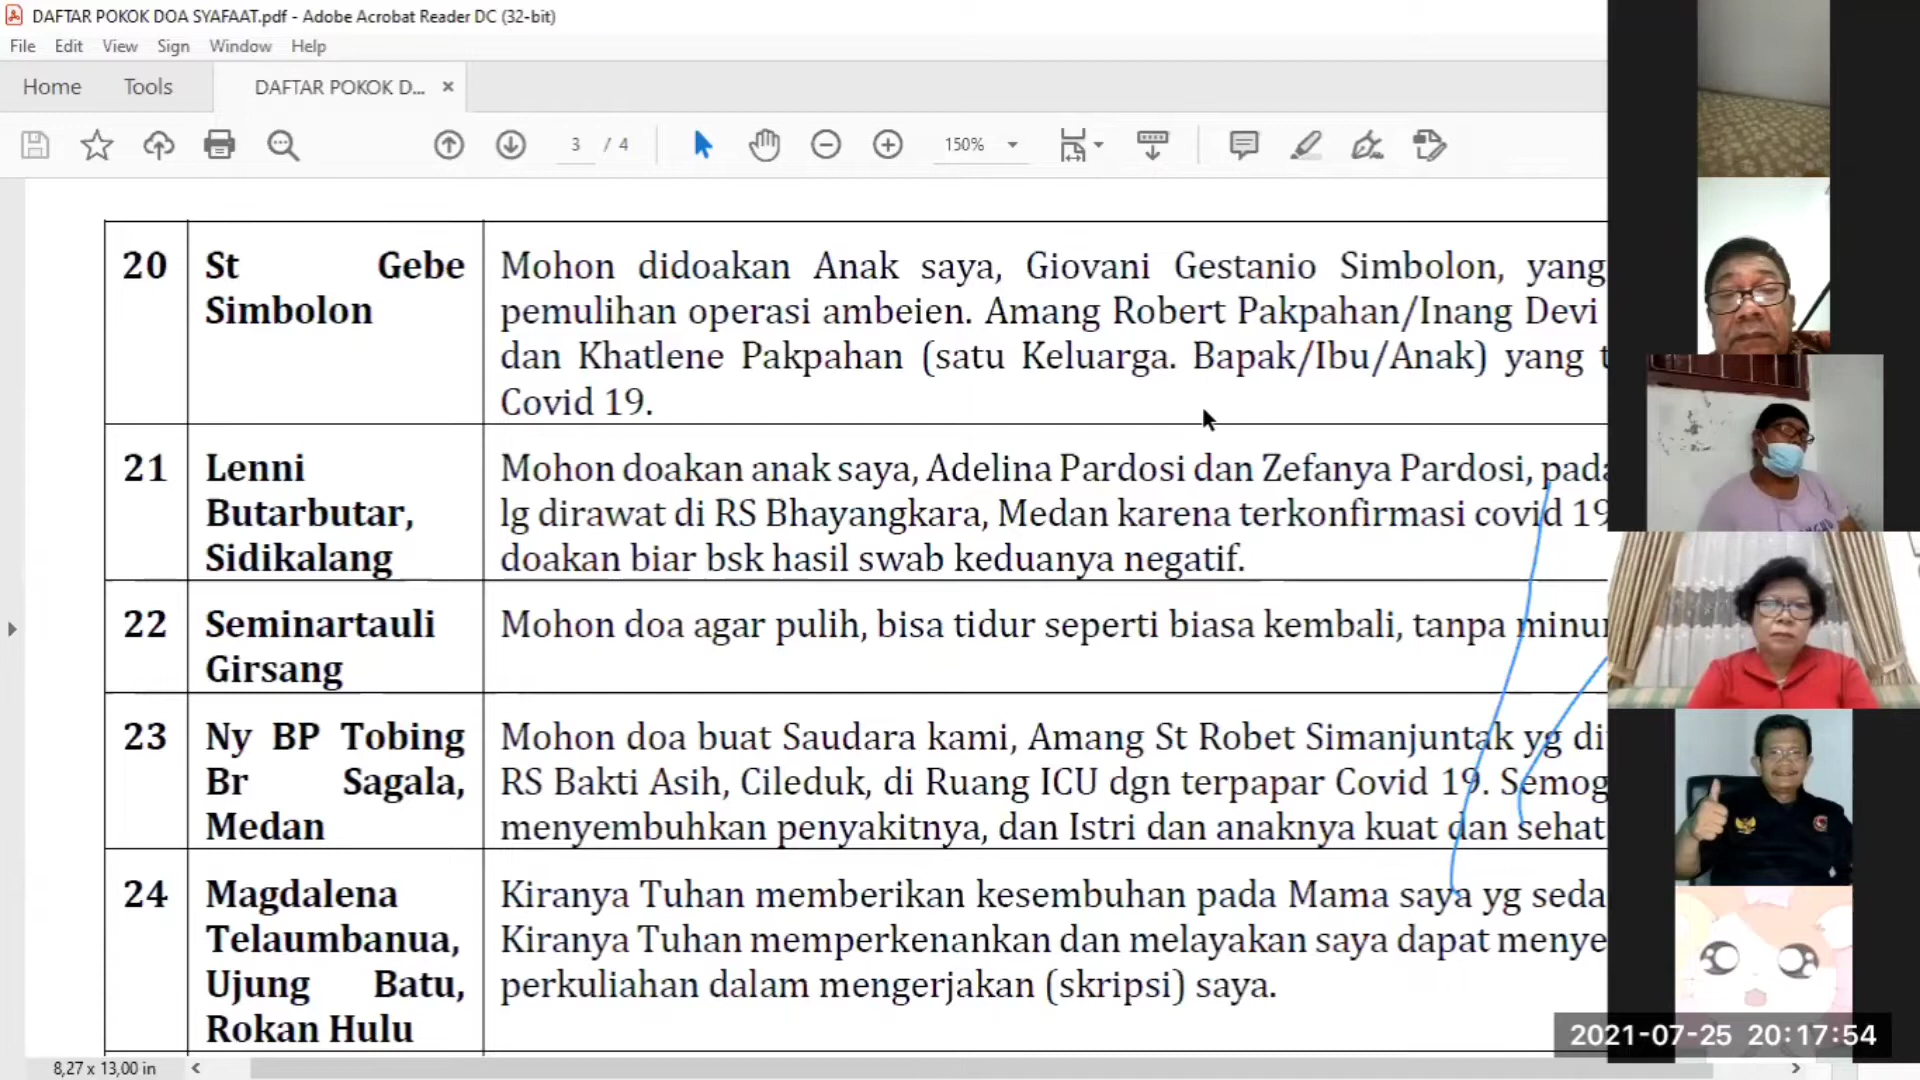 DAFTAR POKOK DOA SYAFAAT.pdf - Adobe Acrobat Reader DC (32-bit)
File Edit View Sign Window Help
Home Tools DAFTAR POKOK D... ×
3 / 4 150%
20 St Gebe Simbolon
Mohon didoakan Anak saya, Giovani Gestanio Simbolon, yang
pemulihan operasi ambeien. Amang Robert Pakpahan/Inang Devi
dan Khatlene Pakpahan (satu Keluarga. Bapak/Ibu/Anak) yang
Covid 19.
21 Lenni Butarbutar, Sidikalang
Mohon doakan anak saya, Adelina Pardosi dan Zefanya Pardosi,
lg dirawat di RS Bhayangkara, Medan karena terkonfirmasi covid 19
doakan biar bsk hasil swab keduanya negatif.
22 Seminartauli Girsang
Mohon doa agar pulih, bisa tidur seperti biasa kembali, tanpa
23 Ny BP Tobing Br Sagala, Medan
Mohon doa buat Saudara kami, Amang St Robet Simanjuntak yg
RS Bakti Asih, Cileduk, di Ruang ICU dgn terpapar Covid 19.
menyembuhkan penyakitnya, dan Istri dan anaknya kuat dan sehat
24 Magdalena Telaumbanua, Ujung Batu, Rokan Hulu
Kiranya Tuhan memberikan kesembuhan pada Mama saya yg
Kiranya Tuhan memperkenankan dan melayakan saya dapat
perkuliahan dalam mengerjakan (skripsi) saya.
8,27 x 13,00 in
2021-07-25 20:17:54